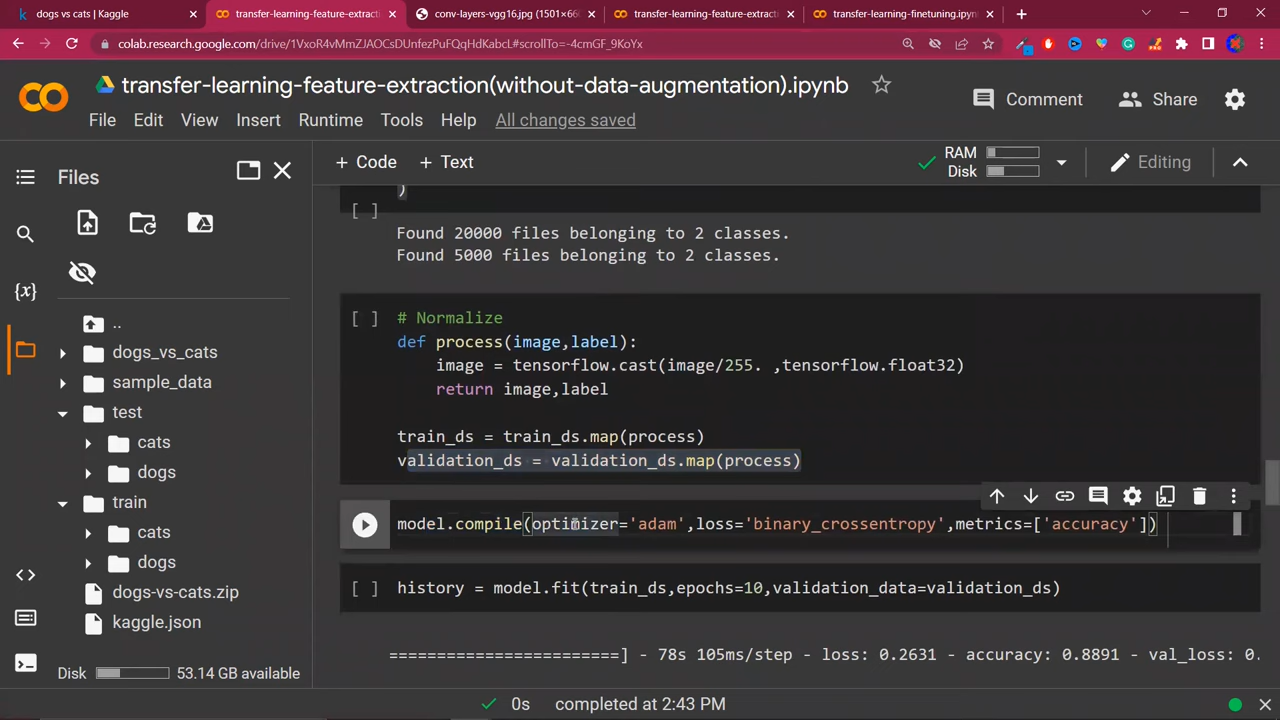 dogs vs cats | Kaggle
transfer-learning-feature-extracti
conv-layers-vgg16.jpg (1501×66
transfer-learning-feature-extracti
transfer-learning-finetuning.ipyn
colab.research.google.com/drive/1VxoR4vMmZJAOCsDUnfezPuFQqHdKabcL#scrollTo=-4cmGF_9KoYx
transfer-learning-feature-extraction(without-data-augmentation).ipynb
Comment
Share
File Edit View Insert Runtime Tools Help All changes saved
Files
+ Code + Text
RAM
Disk
Editing
)
[ ]
Found 20000 files belonging to 2 classes.
Found 5000 files belonging to 2 classes.
..
dogs_vs_cats
sample_data
test
cats
dogs
train
cats
dogs
dogs-vs-cats.zip
kaggle.json
Disk 53.14 GB available
[ ] # Normalize
def process(image,label):
image = tensorflow.cast(image/255. ,tensorflow.float32)
return image,label
train_ds = train_ds.map(process)
validation_ds = validation_ds.map(process)
model.compile(optimizer='adam',loss='binary_crossentropy',metrics=['accuracy'])
[ ] history = model.fit(train_ds,epochs=10,validation_data=validation_ds)
=======================] - 78s 105ms/step - loss: 0.2631 - accuracy: 0.8891 - val_loss: 0.
0s completed at 2:43 PM